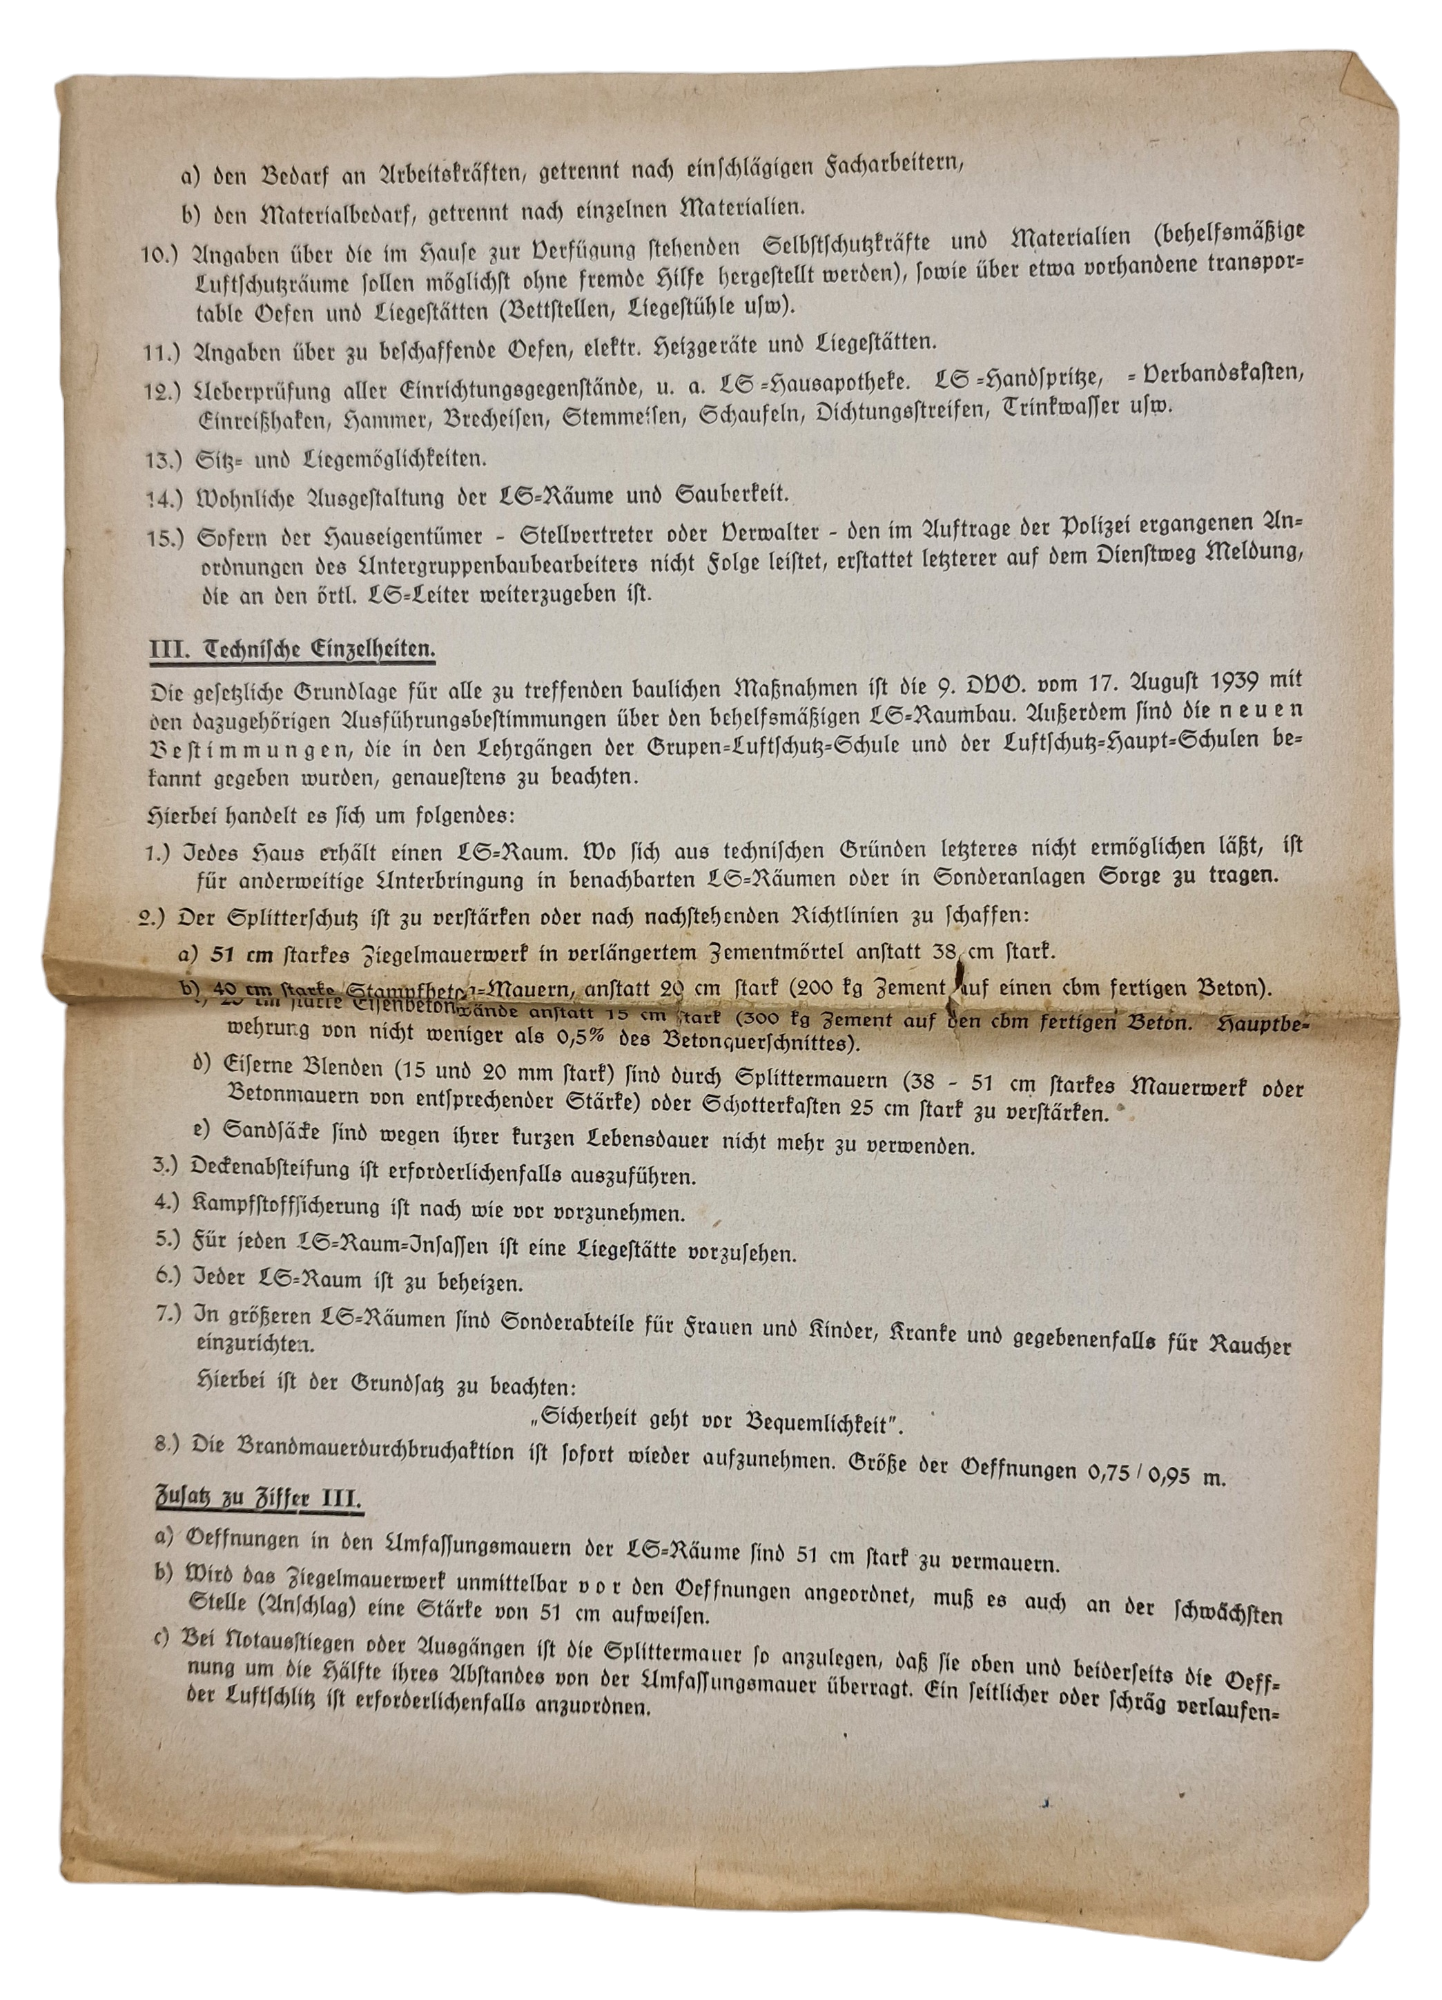 a) den Bedarf an Arbeitskräften, getrennt nach einschlägigen Facharbeitern,
b) den Materialbedarf, getrennt nach einzelnen Materialien.
10.) Angaben über die im Hause zur Verfügung stehenden Selbstschutzkräfte und Materialien (behelfsmäßige
Luftschutzräume sollen möglichst ohne fremde Hilfe hergestellt werden), sowie über etwa vorhandene transpor-
table Oefen und Liegestätten (Bettstellen, Liegestühle usw).
11.) Angaben über zu beschaffende Oefen, elektr. Heizgeräte und Liegestätten.
12.) Ueberprüfung aller Einrichtungsgegenstände, u. a. LS-Hausapotheke. LS-Handspritze, -Verbandskasten,
Einreißhaken, Hammer, Brecheisen, Stemmeisen, Schaufeln, Dichtungsstreifen, Trinkwasser usw.
13.) Sitz- und Liegemöglichkeiten.
14.) Wohnliche Ausgestaltung der LS-Räume und Sauberkeit.
15.) Sofern der Hauseigentümer - Stellvertreter oder Verwalter - den im Auftrage der Polizei ergangenen An-
ordnungen des Untergruppenbaubearbeiters nicht Folge leistet, erstattet letzterer auf dem Dienstweg Meldung,
die an den örtl. LS-Leiter weiterzugeben ist.
III. Technische Einzelheiten.
Die gesetzliche Grundlage für alle zu treffenden baulichen Maßnahmen ist die 9. DVO. vom 17. August 1939 mit
den dazugehörigen Ausführungsbestimmungen über den behelfsmäßigen LS-Raumbau. Außerdem sind die neuen
Bestimmungen, die in den Lehrgängen der Grupen-Luftschutz-Schule und der Luftschutz-Haupt-Schulen be-
kannt gegeben wurden, genauestens zu beachten.
Hierbei handelt es sich um folgendes:
1.) Jedes Haus erhält einen LS-Raum. Wo sich aus technischen Gründen letzteres nicht ermöglichen läßt, ist
für anderweitige Unterbringung in benachbarten LS-Räumen oder in Sonderanlagen Sorge zu tragen.
2.) Der Splitterschutz ist zu verstärken oder nach nachstehenden Richtlinien zu schaffen:
a) 51 cm starkes Ziegelmauerwerk in verlängertem Zementmörtel anstatt 38 cm stark.
b) 40 cm starke Stampfbeton-Mauern, anstatt 20 cm stark (200 kg Zement auf einen cbm fertigen Beton).
cm starke Eisenbetonwände anstatt 15 cm stark (300 kg Zement auf den cbm fertigen Beton. Hauptbe-
wehrung von nicht weniger als 0,5% des Betonquerschnittes).
d) Eiserne Blenden (15 und 20 mm stark) sind durch Splittermauern (38 - 51 cm starkes Mauerwerk oder
Betonmauern von entsprechender Stärke) oder Schotterkasten 25 cm stark zu verstärken.
e) Sandsäcke sind wegen ihrer kurzen Lebensdauer nicht mehr zu verwenden.
3.) Deckenabsteifung ist erforderlichenfalls auszuführen.
4.) Kampfstoffsicherung ist nach wie vor vorzunehmen.
5.) Für jeden LS-Raum-Insassen ist eine Liegestätte vorzusehen.
6.) Jeder LS-Raum ist zu beheizen.
7.) In größeren LS-Räumen sind Sonderabteile für Frauen und Kinder, Kranke und gegebenenfalls für Raucher
einzurichten.
Hierbei ist der Grundsatz zu beachten:
„Sicherheit geht vor Bequemlichkeit".
8.) Die Brandmauerdurchbruchaktion ist sofort wieder aufzunehmen. Größe der Oeffnungen 0,75 / 0,95 m.
Zusatz zu Ziffer III.
a) Oeffnungen in den Umfassungsmauern der LS-Räume sind 51 cm stark zu vermauern.
b) Wird das Ziegelmauerwerk unmittelbar vor den Oeffnungen angeordnet, muß es auch an der schwächsten
Stelle (Anschlag) eine Stärke von 51 cm aufweisen.
c) Bei Notausstiegen oder Ausgängen ist die Splittermauer so anzulegen, daß sie oben und beiderseits die Oeff-
nung um die Hälfte ihres Abstandes von der Umfassungsmauer überragt. Ein seitlicher oder schräg verlaufen-
der Luftschlitz ist erforderlichenfalls anzuordnen.